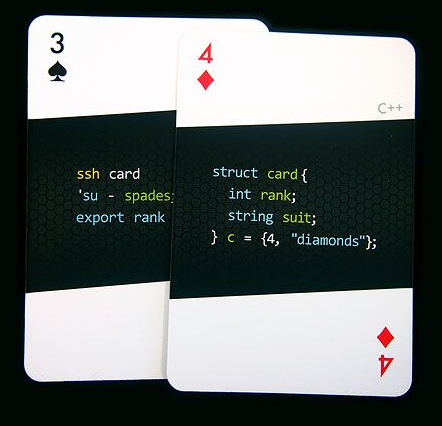 3
ssh card
'su - spades;
export rank
4
C++
struct card {
int rank;
string suit;
} c = {4, "diamonds"};
4